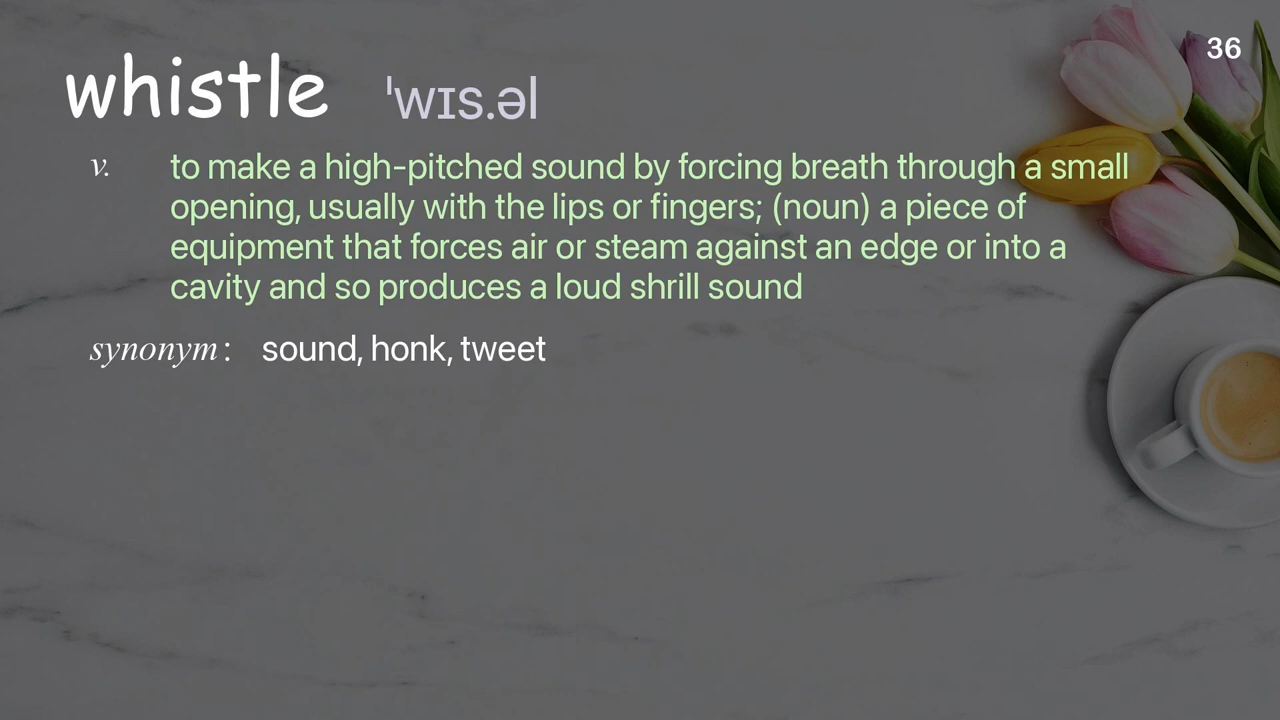 36
whistle ˈwɪs.əl
v. to make a high-pitched sound by forcing breath through a small
opening, usually with the lips or fingers; (noun) a piece of
equipment that forces air or steam against an edge or into a
cavity and so produces a loud shrill sound
synonym: sound, honk, tweet